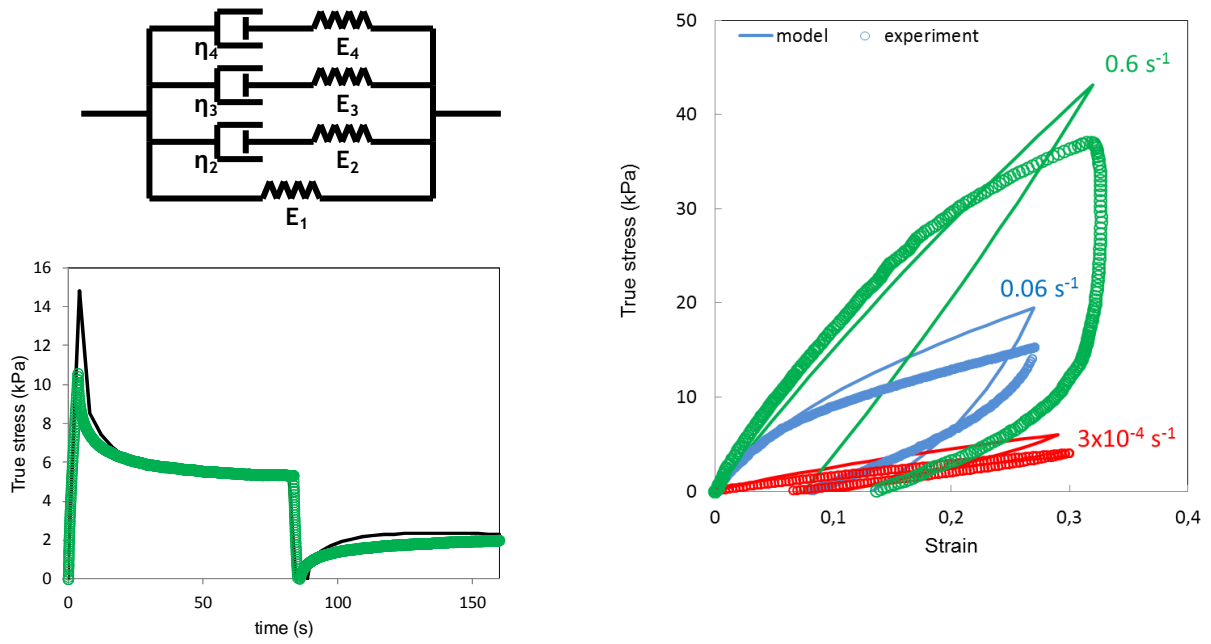 η₄ E₄
η₃ E₃
η₂ E₂
E₁
True stress (kPa)
16
14
12
10
8
6
4
2
0
0 50 100 150
time (s)
True stress (kPa)
50
40
30
20
10
0
model experiment
0.6 s⁻¹
0.06 s⁻¹
3x10⁻⁴ s⁻¹
0 0,1 0,2 0,3 0,4
Strain